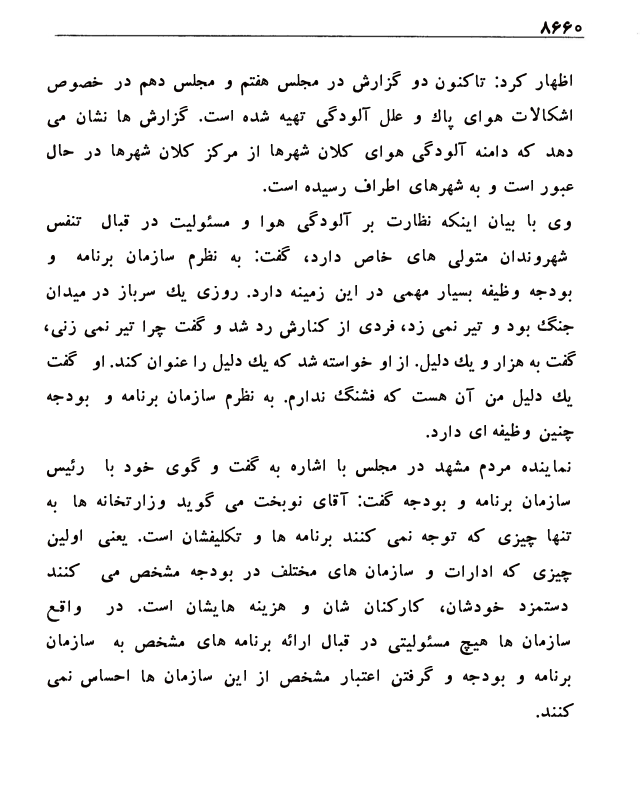 ۸۶۶۰
اظهار کرد: تاکنون دو گزارش در مجلس هفتم و مجلس دهم در خصوص
اشکالات هوای پاك و علل آلودگی تهیه شده است. گزارش ها نشان می
دهد که دامنه آلودگی هوای کلان شهرها از مرکز کلان شهرها در حال
عبور است و به شهرهای اطراف رسیده است.
وی با بیان اینکه نظارت بر آلودگی هوا و مسئولیت در قبال تنفس
شهروندان متولی های خاص دارد، گفت: به نظرم سازمان برنامه و
بودجه وظیفه بسیار مهمی در این زمینه دارد. روزی يك سرباز در میدان
جنگ بود و تیر نمی زد، فردی از کنارش رد شد و گفت چرا تیر نمی زنی،
گفت به هزار و يك دلیل. از او خواسته شد که يك دلیل را عنوان کند. او گفت
يك دلیل من آن هست که فشنگ ندارم. به نظرم سازمان برنامه و بودجه
چنین وظیفه ای دارد.
نماینده مردم مشهد در مجلس با اشاره به گفت و گوی خود با رئیس
سازمان برنامه و بودجه گفت: آقای نوبخت می گوید وزارتخانه ها به
تنها چیزی که توجه نمی کنند برنامه ها و تکلیفشان است. یعنی اولین
چیزی که ادارات و سازمان های مختلف در بودجه مشخص می کنند
دستمزد خودشان، کارکنان شان و هزینه هایشان است. در واقع
سازمان ها هیچ مسئولیتی در قبال ارائه برنامه های مشخص به سازمان
برنامه و بودجه و گرفتن اعتبار مشخص از این سازمان ها احساس نمی
کنند.